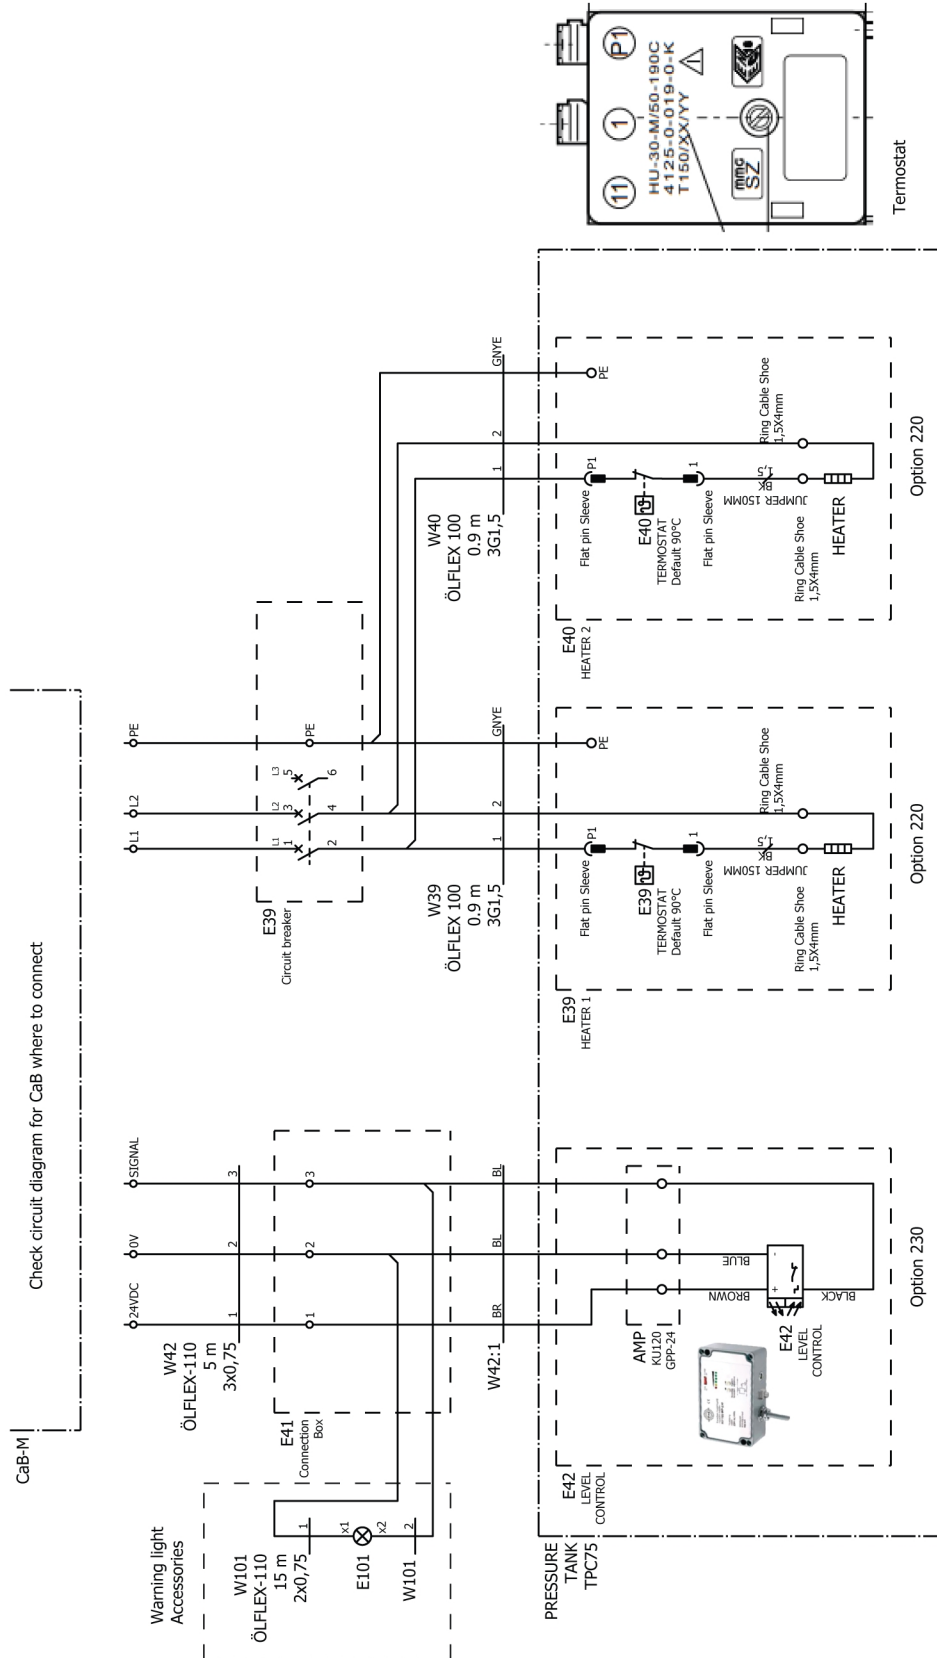 CaB-M
Check circuit diagram for CaB where to connect
24VDC
0V
SIGNAL
L1
L2
PE
W42
ÖLFLEX-110
5 m
3x0,75
1
2
3
E41
Connection
Box
1
2
3
Warning light
Accessories
W101
ÖLFLEX-110
15 m
2x0,75
1
x1
E101
x2
W101
2
W42:1
BR
BL
BL
E39
Circuit breaker
L1
1
2
L2
3
4
L3
5
6
PE
W39
ÖLFLEX 100
0.9 m
3G1,5
1
2
GNYE
W40
ÖLFLEX 100
0.9 m
3G1,5
1
2
GNYE
PRESSURE
TANK
TPC75
E42
LEVEL
CONTROL
AMP
KU120
GPP-24
BROWN
BLUE
BLACK
+
-
E42
LEVEL
CONTROL
Option 230
E39
HEATER 1
Flat pin Sleeve
P1
E39
TERMOSTAT
Default 90°C
Flat pin Sleeve
1
JUMPER 150MM
BK
1,5
Ring Cable Shoe
1,5X4mm
Ring Cable Shoe
1,5X4mm
HEATER
PE
Option 220
E40
HEATER 2
Flat pin Sleeve
P1
E40
TERMOSTAT
Default 90°C
Flat pin Sleeve
1
JUMPER 150MM
BK
1,5
Ring Cable Shoe
1,5X4mm
Ring Cable Shoe
1,5X4mm
HEATER
PE
Option 220
11
1
P1
HU-30-M/50-190C
4125-0-019-0-K
T150/XX/YY
mmg
SZ
Termostat